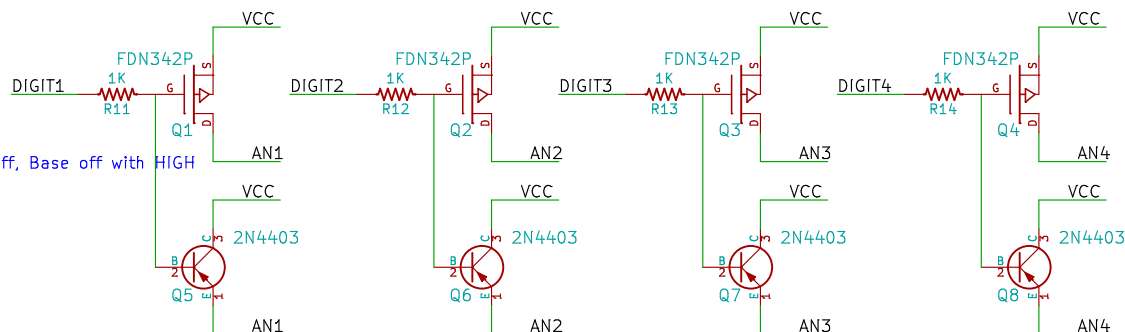 VCC VCC VCC VCC
FDN342P FDN342P FDN342P FDN342P
S S S S
DIGIT1 1K G DIGIT2 1K G DIGIT3 1K G DIGIT4 1K G
R11 R12 R13 R14
Q1 D Q2 D Q3 D Q4 D
AN1 AN2 AN3 AN4
ff, Base off with HIGH
VCC VCC VCC VCC
C 3 2N4403 C 3 2N4403 C 3 2N4403 C 3 2N4403
B B B B
2 2 2 2
Q5 E 1 Q6 E 1 Q7 E 1 Q8 E 1
AN1 AN2 AN3 AN4